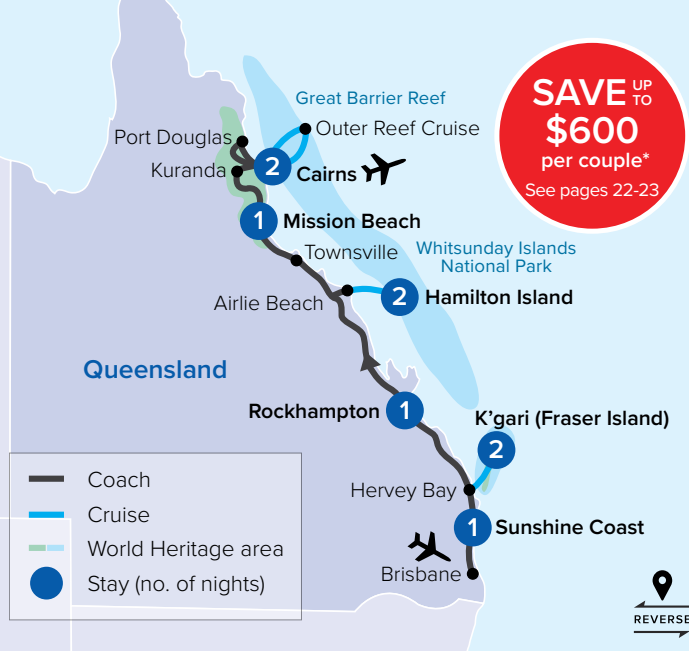 SAVE UP TO
$600
per couple*
See pages 22-23
Great Barrier Reef
Outer Reef Cruise
Port Douglas
Kuranda
2 Cairns
1 Mission Beach
Townsville
Whitsunday Islands
National Park
Airlie Beach
2 Hamilton Island
Queensland
Rockhampton 1
K'gari (Fraser Island)
2
Hervey Bay
1 Sunshine Coast
Brisbane
Coach
Cruise
World Heritage area
Stay (no. of nights)
REVERSE